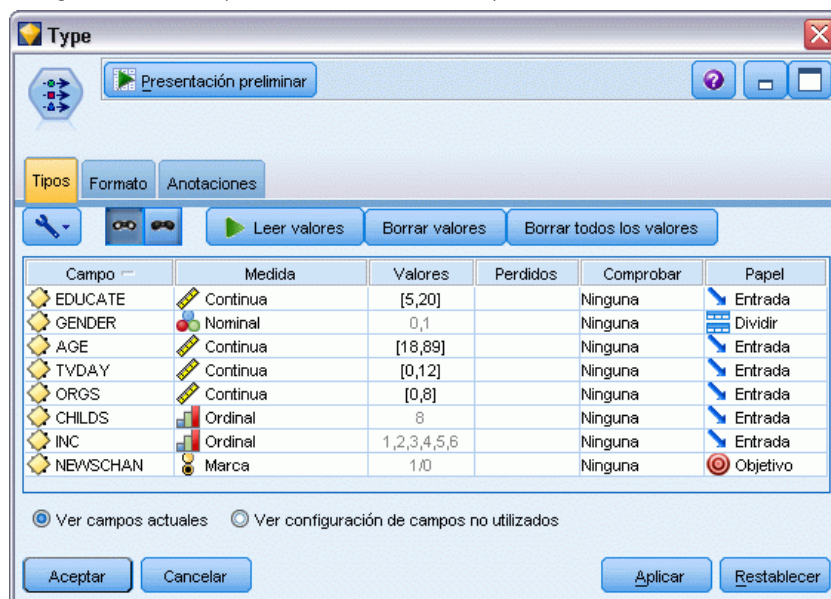 Type
Presentación preliminar
Tipos Formato Anotaciones
Leer valores Borrar valores Borrar todos los valores
Campo Medida Valores Perdidos Comprobar Papel
EDUCATE Continua [5,20] Ninguna Entrada
GENDER Nominal 0,1 Ninguna Dividir
AGE Continua [18,89] Ninguna Entrada
TVDAY Continua [0,12] Ninguna Entrada
ORGS Continua [0,8] Ninguna Entrada
CHILDS Ordinal 8 Ninguna Entrada
INC Ordinal 1,2,3,4,5,6 Ninguna Entrada
NEWSCHAN Marca 1/0 Ninguna Objetivo
Ver campos actuales Ver configuración de campos no utilizados
Aceptar Cancelar Aplicar Restablecer